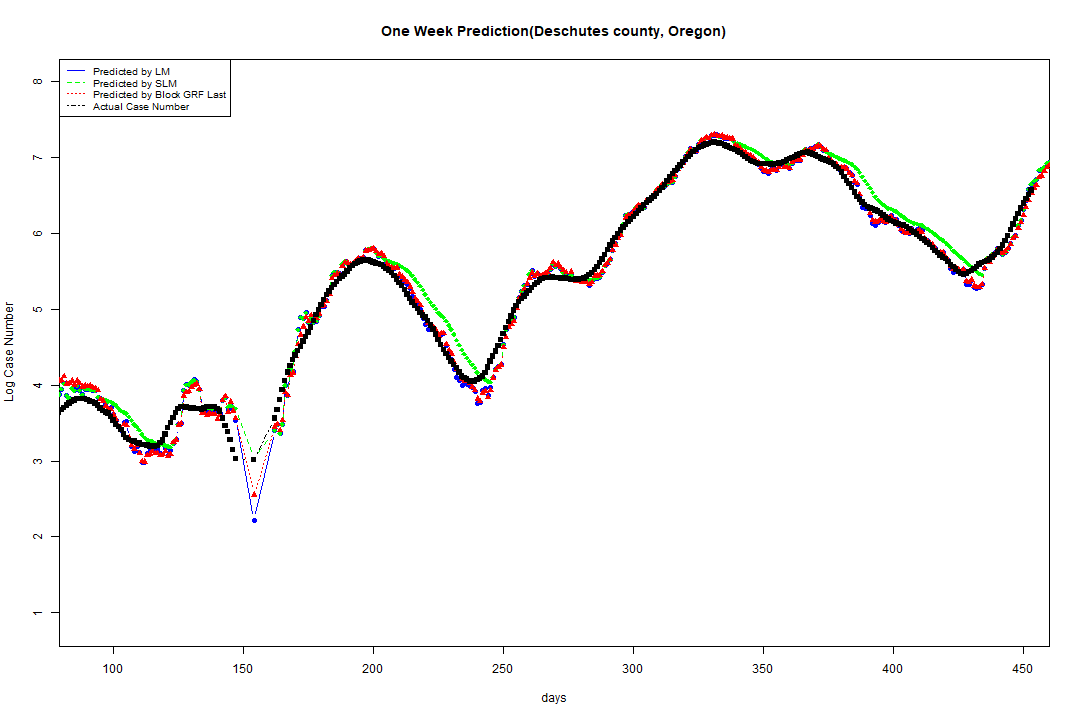 One Week Prediction(Deschutes county, Oregon)
Predicted by LM
Predicted by SLM
Predicted by Block GRF Last
Actual Case Number
8
7
6
5
4
3
2
1
Log Case Number
100 150 200 250 300 350 400 450
days